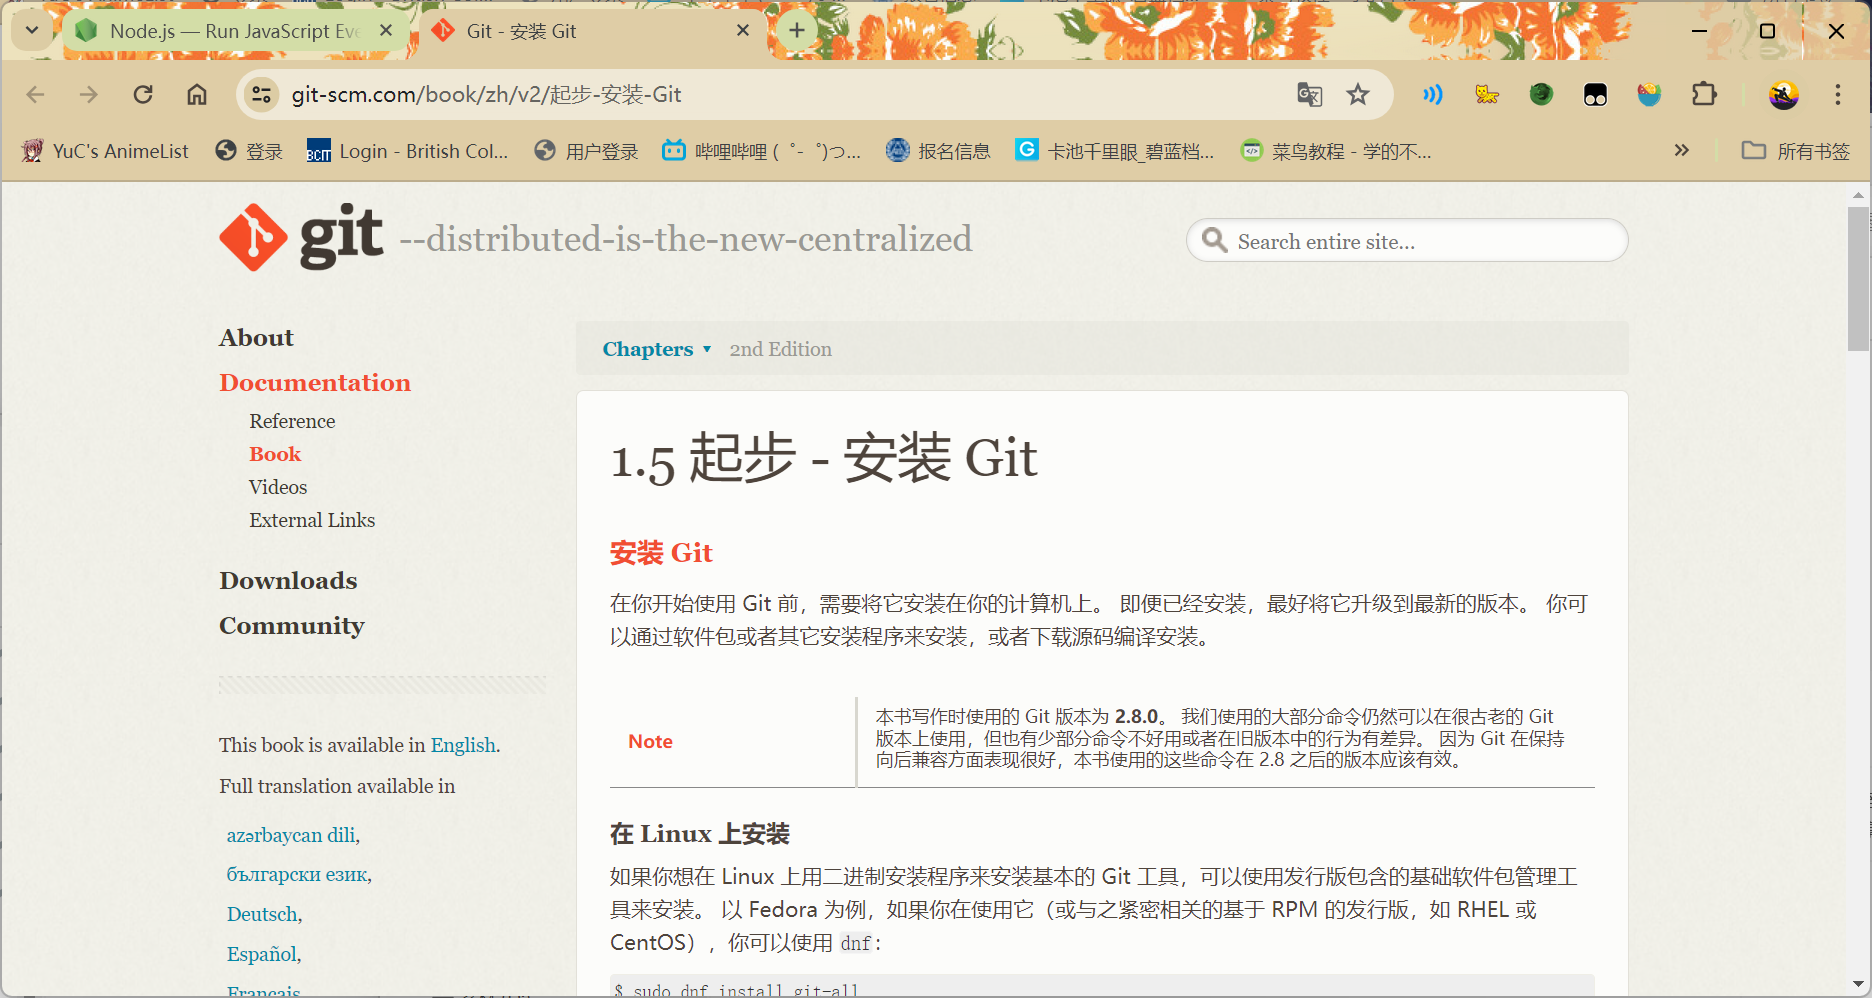 Node.js — Run JavaScript Eve
Git - 安装 Git
git-scm.com/book/zh/v2/起步-安装-Git
YuC's AnimeList
登录
BCIT
Login - British Col...
用户登录
哔哩哔哩 (゜-゜)つ...
报名信息
卡池千里眼_碧蓝档...
菜鸟教程 - 学的不...
所有书签
git --distributed-is-the-new-centralized
Search entire site...
About
Documentation
Reference
Book
Videos
External Links
Downloads
Community
This book is available in English.
Full translation available in
azərbaycan dili,
български език,
Deutsch,
Español,
Français
Chapters ▼ 2nd Edition
1.5 起步 - 安装 Git
安装 Git
在你开始使用 Git 前，需要将它安装在你的计算机上。 即便已经安装，最好将它升级到最新的版本。 你可
以通过软件包或者其它安装程序来安装，或者下载源码编译安装。
Note
本书写作时使用的 Git 版本为 2.8.0。 我们使用的大部分命令仍然可以在很古老的 Git
版本上使用，但也有少部分命令不好用或者在旧版本中的行为有差异。 因为 Git 在保持
向后兼容方面表现很好，本书使用的这些命令在 2.8 之后的版本应该有效。
在 Linux 上安装
如果你想在 Linux 上用二进制安装程序来安装基本的 Git 工具，可以使用发行版包含的基础软件包管理工
具来安装。 以 Fedora 为例，如果你在使用它（或与之紧密相关的基于 RPM 的发行版，如 RHEL 或
CentOS），你可以使用 dnf：
$ sudo dnf install git-all